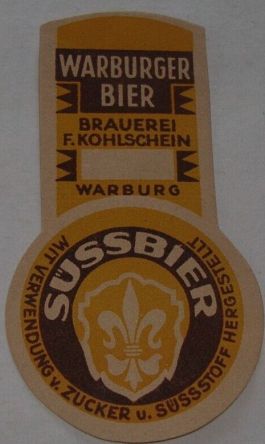 WARBURGER
BIER
BRAUEREI
F. KOHLSCHEIN
WARBURG
SÜSSBIER
MIT VERWENDUNG v. ZUCKER u. SÜSSSTOFF HERGESTELLT